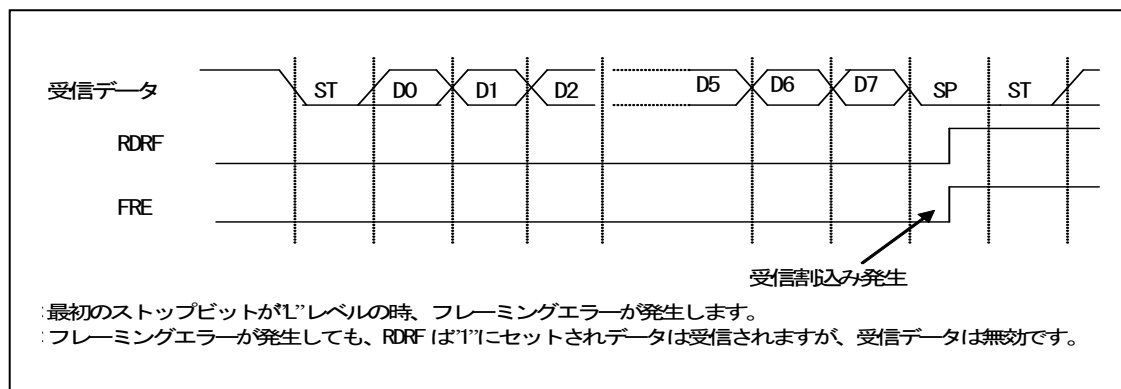 受信データ ST D0 D1 D2 D5 D6 D7 SP ST
RDRF
FRE
受信割込み発生
:最初のストップビットが"L"レベルの時、フレーミングエラーが発生します。
:フレーミングエラーが発生しても、RDRF は"1"にセットされデータは受信されますが、受信データは無効です。